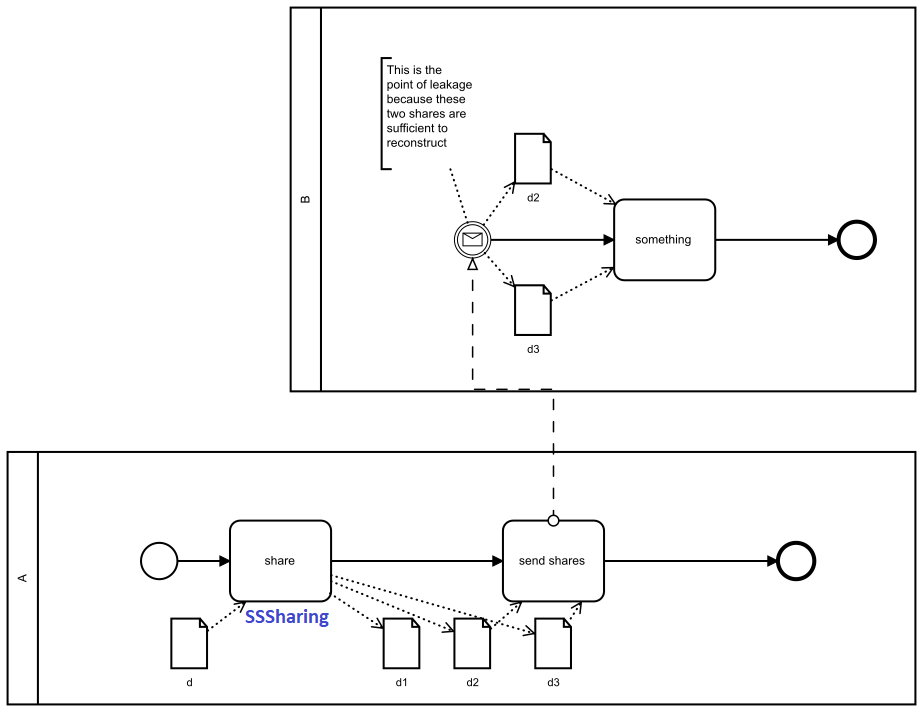 B
This is the
point of leakage
because these
two shares are
sufficient to
reconstruct
d2
something
d3
A
share
send shares
SSSharing
d
d1
d2
d3